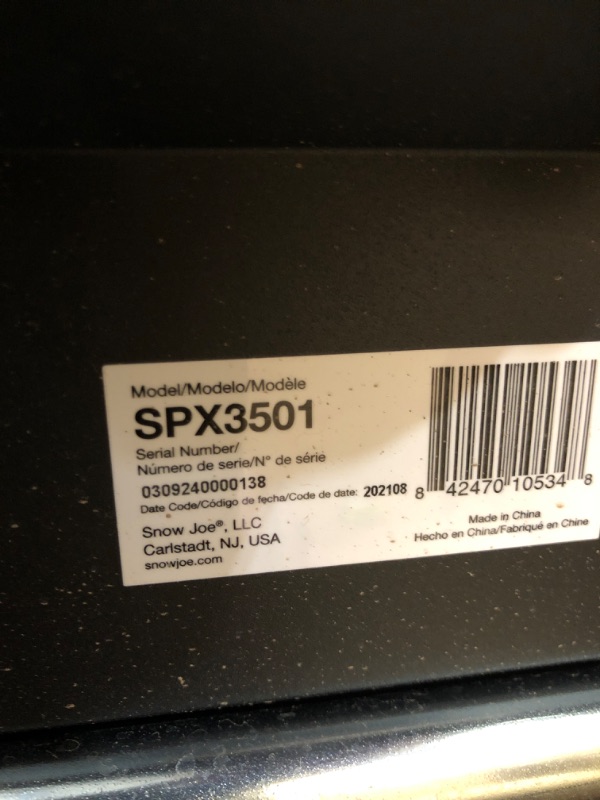 Model/Modelo/Modèle
SPX3501
Serial Number/
Número de serie/N° de série
0309240000138
Date Code/Código de fecha/Code de date: 202108
Snow Joe®, LLC
Carlstadt, NJ, USA
snowjoe.com
8 42470 10534 8
Made in China
Hecho en China/Fabriqué en Chine